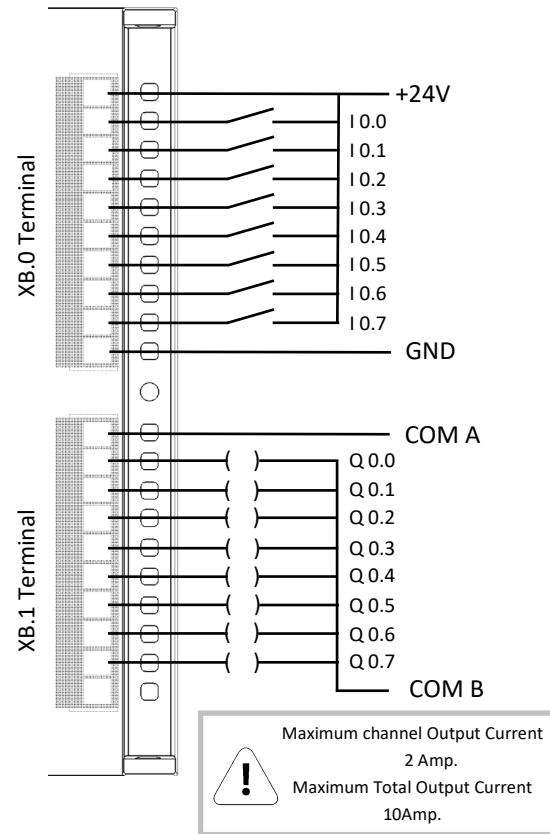 XB.0 Terminal
+24V
I 0.0
I 0.1
I 0.2
I 0.3
I 0.4
I 0.5
I 0.6
I 0.7
GND
XB.1 Terminal
COM A
Q 0.0
Q 0.1
Q 0.2
Q 0.3
Q 0.4
Q 0.5
Q 0.6
Q 0.7
COM B
!
Maximum channel Output Current
2 Amp.
Maximum Total Output Current
10Amp.